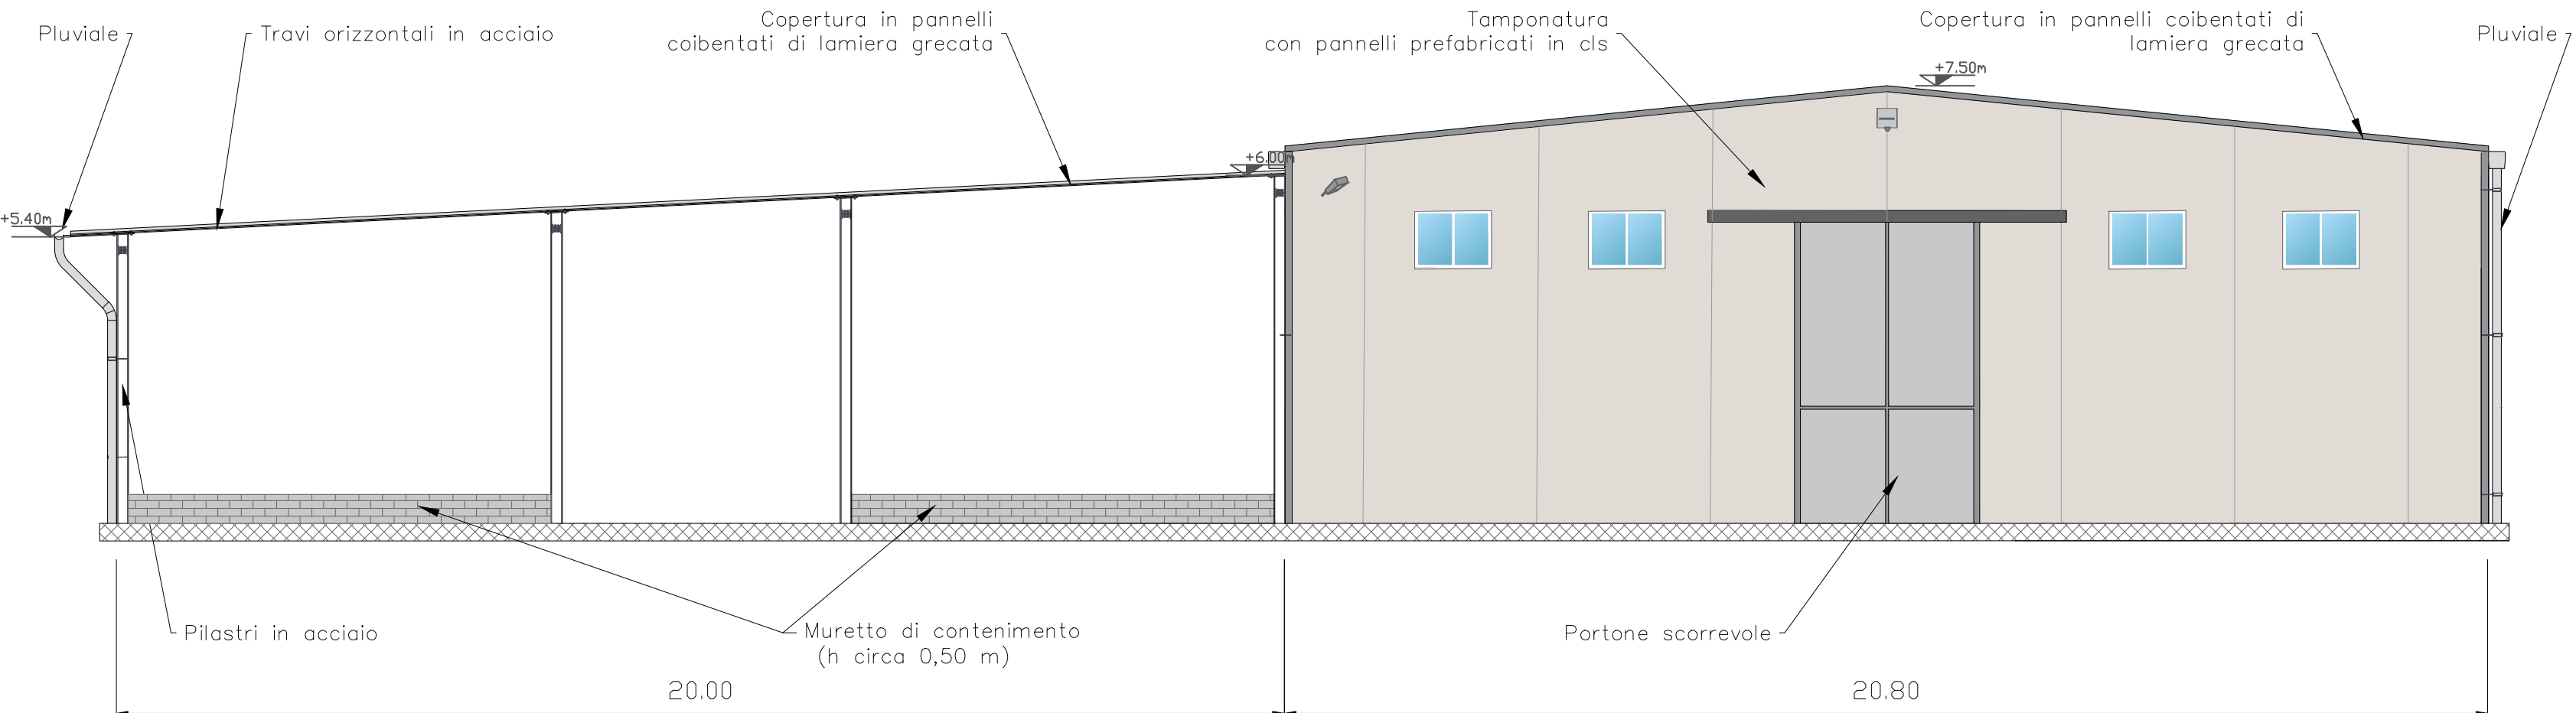 Pluviale
Travi orizzontali in acciaio
Copertura in pannelli
coibentati di lamiera grecata
Tamponatura
con pannelli prefabricati in cls
Copertura in pannelli coibentati di
lamiera grecata
Pluviale
+7.50m
+6.00m
+5.40m
Pilastri in acciaio
Muretto di contenimento
(h circa 0,50 m)
Portone scorrevole
20.00
20.80